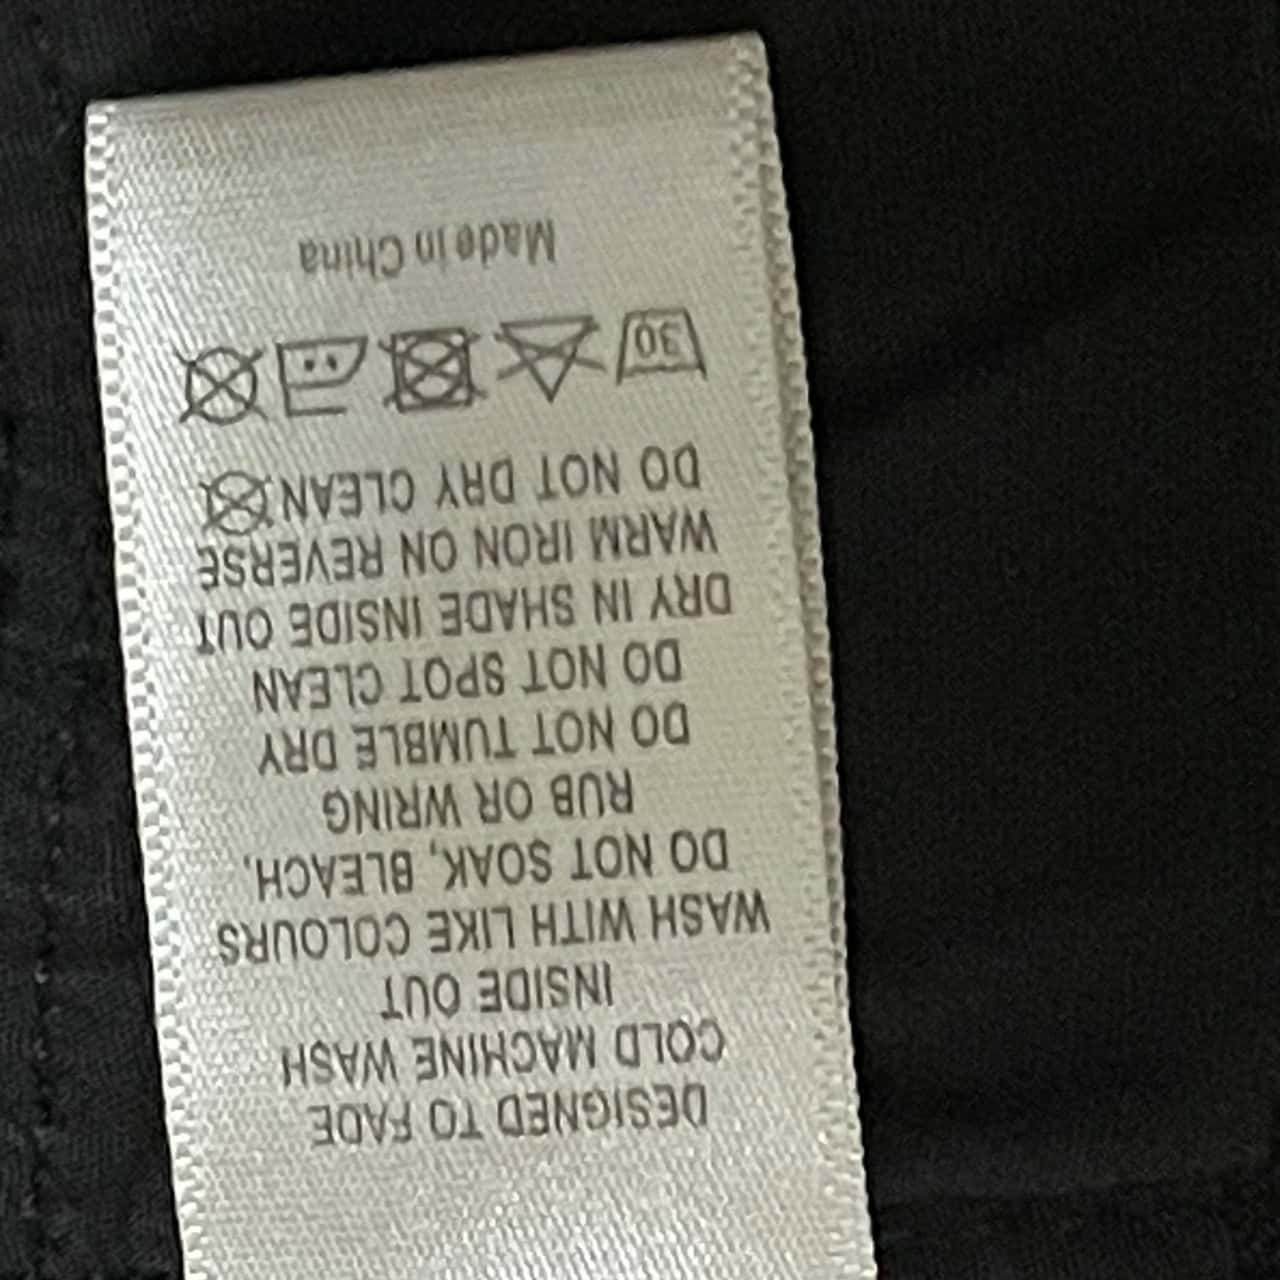 DESIGNED TO FADE
COLD MACHINE WASH
INSIDE OUT
WASH WITH LIKE COLOURS
DO NOT SOAK, BLEACH,
RUB OR WRING
DO NOT TUMBLE DRY
DO NOT SPOT CLEAN
DRY IN SHADE INSIDE OUT
WARM IRON ON REVERSE
DO NOT DRY CLEAN
30
Made in China